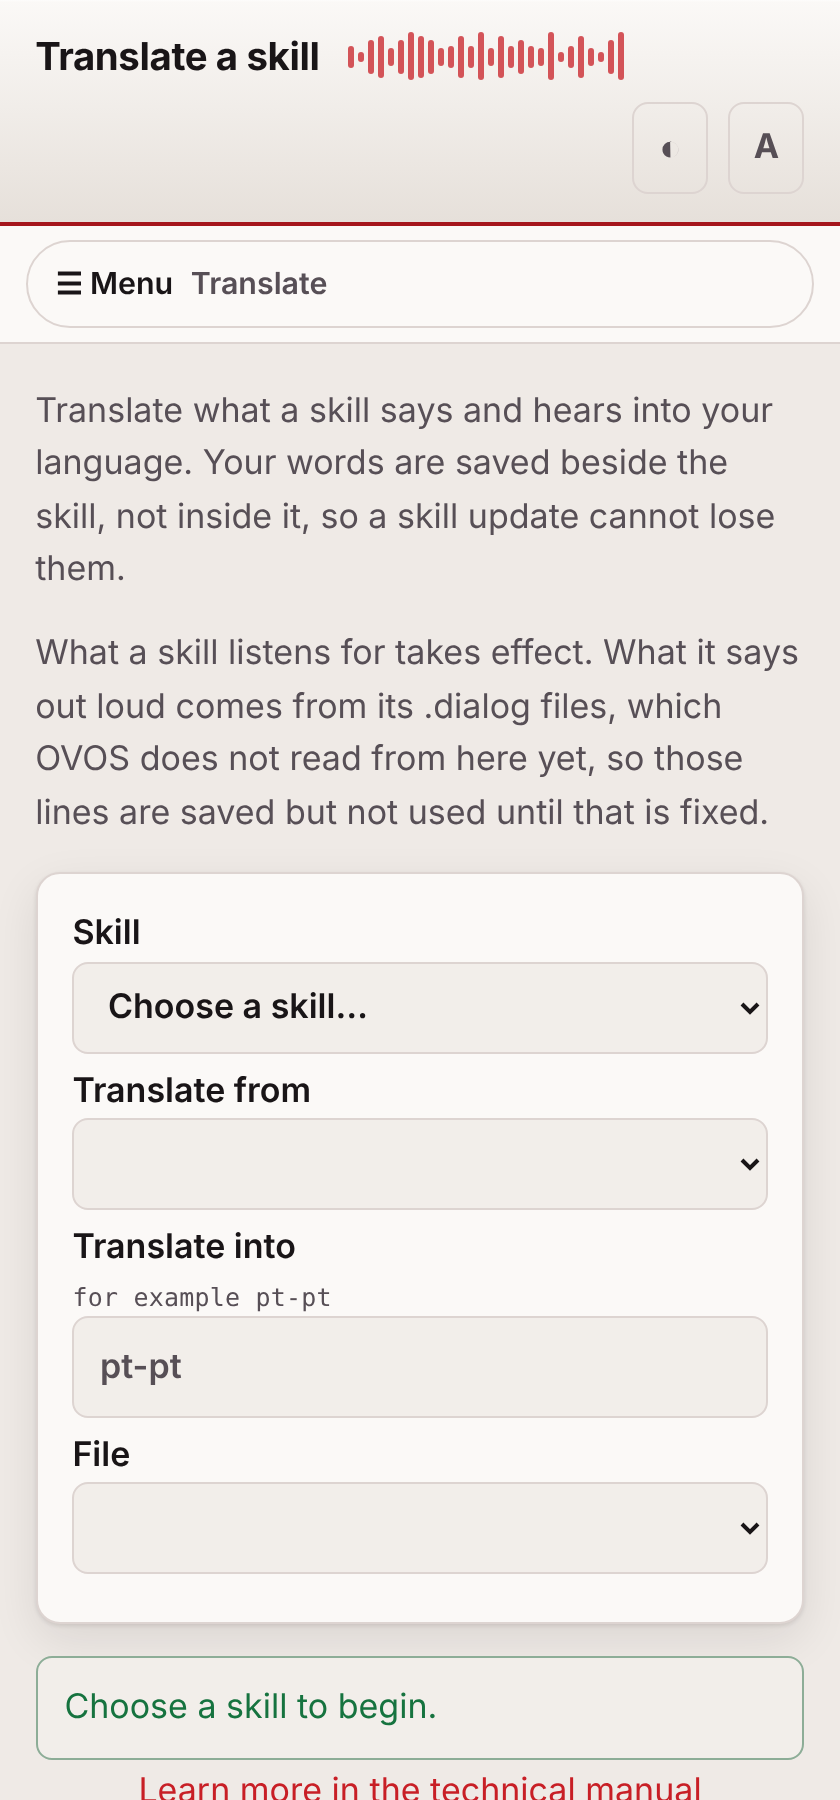 Translate a skill
A
☰ Menu Translate
Translate what a skill says and hears into your
language. Your words are saved beside the
skill, not inside it, so a skill update cannot lose
them.
What a skill listens for takes effect. What it says
out loud comes from its .dialog files, which
OVOS does not read from here yet, so those
lines are saved but not used until that is fixed.
Skill
Choose a skill...
Translate from
Translate into
for example pt-pt
pt-pt
File
Choose a skill to begin.
Learn more in the technical manual